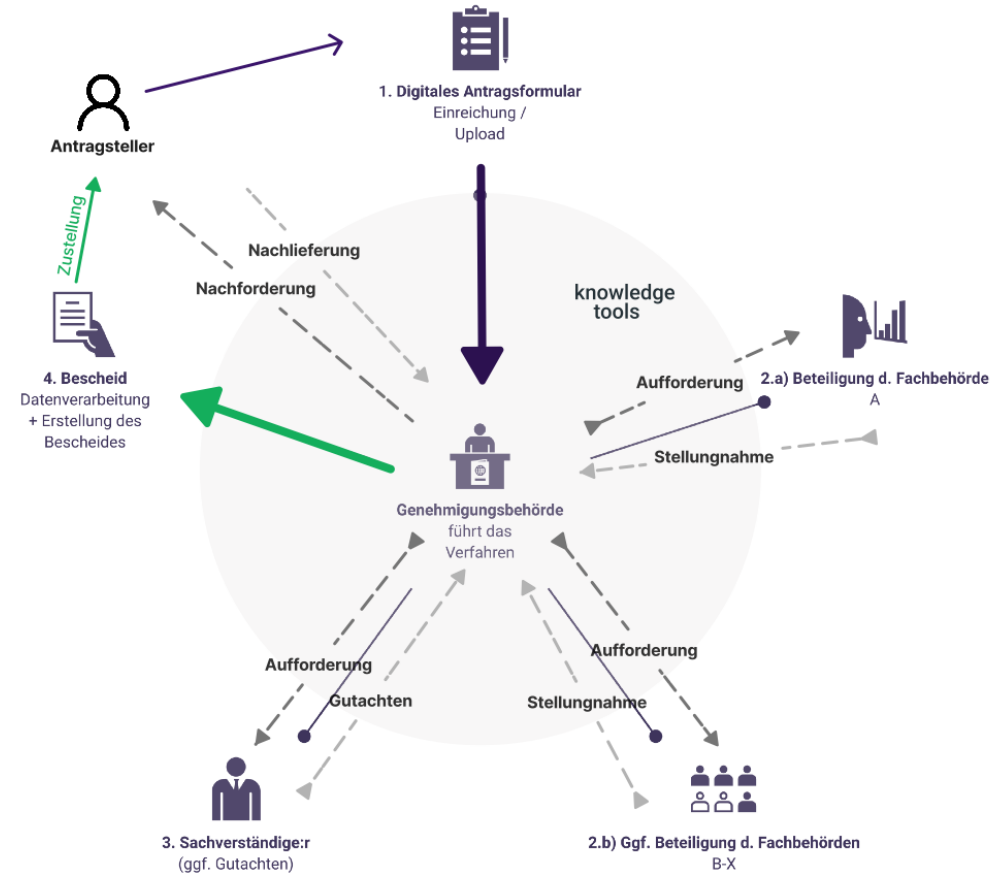 1. Digitales Antragsformular
Einreichung /
Upload
Antragsteller
Zustellung
Nachlieferung
Nachforderung
knowledge
tools
4. Bescheid
Datenverarbeitung
+ Erstellung des
Bescheides
Aufforderung
2.a) Beteiligung d. Fachbehörde
A
Stellungnahme
Genehmigungsbehörde
führt das
Verfahren
Aufforderung
Gutachten
Aufforderung
Stellungnahme
3. Sachverständige:r
(ggf. Gutachten)
2.b) Ggf. Beteiligung d. Fachbehörden
B-X